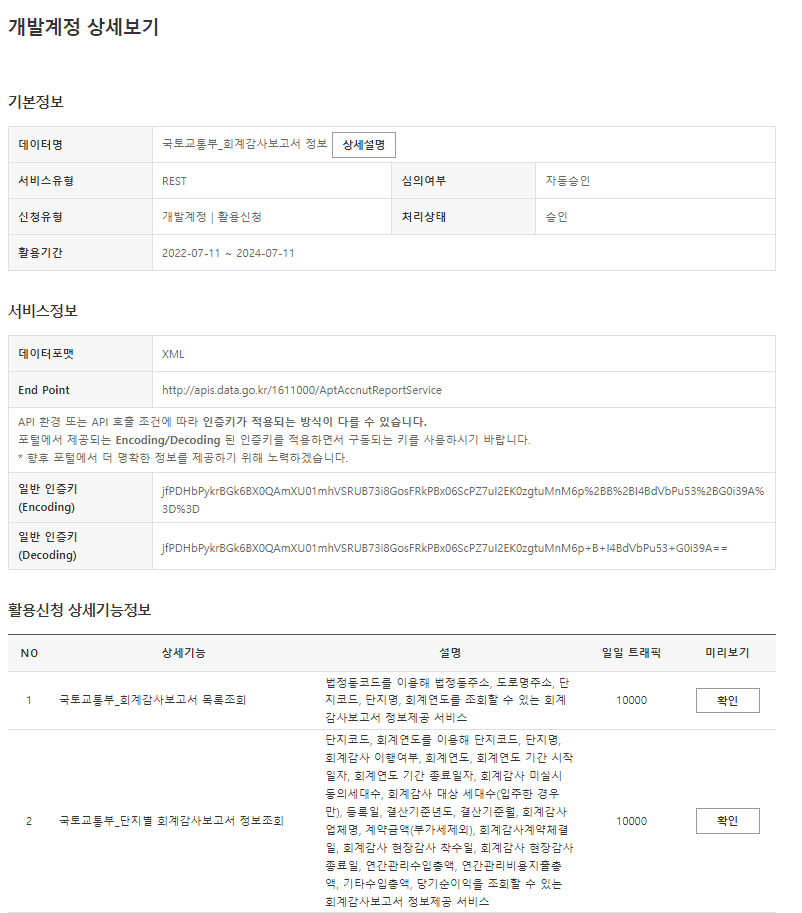 개발계정 상세보기
기본정보
데이터명 국토교통부_회계감사보고서 정보 상세설명
서비스유형 REST 심의여부 자동승인
신청유형 개발계정 | 활용신청 처리상태 승인
활용기간 2022-07-11 ~ 2024-07-11
서비스정보
데이터포맷 XML
End Point http://apis.data.go.kr/1611000/AptAccnutReportService
API 환경 또는 API 호출 조건에 따라 인증키가 적용되는 방식이 다를 수 있습니다.
포털에서 제공되는 Encoding/Decoding 된 인증키를 적용하면서 구동되는 키를 사용하시기 바랍니다.
* 향후 포털에서 더 명확한 정보를 제공하기 위해 노력하겠습니다.
일반 인증키
(Encoding)
jfPDHbPykrBGk6BX0QAmXU01mhVSRUB73i8GosFRkPBx06ScPZ7uI2EK0zgtuMnM6p%2BB%2BI4BdVbPu53%2BG0i39A%
3D%3D
일반 인증키
(Decoding)
jfPDHbPykrBGk6BX0QAmXU01mhVSRUB73i8GosFRkPBx06ScPZ7uI2EK0zgtuMnM6p+B+I4BdVbPu53+G0i39A==
활용신청 상세기능정보
NO 상세기능 설명 일일 트래픽 미리보기
1 국토교통부_회계감사보고서 목록조회
법정동코드를 이용해 법정동주소, 도로명주소, 단
지코드, 단지명, 회계연도를 조회할 수 있는 회계
감사보고서 정보제공 서비스
10000 확인
2 국토교통부_단지별 회계감사보고서 정보조회
단지코드, 회계연도를 이용해 단지코드, 단지명,
회계감사 이행여부, 회계연도, 회계연도 기간 시작
일자, 회계연도 기간 종료일자, 회계감사 미실시
동의세대수, 회계감사 대상 세대수(입주한 경우
만), 등록일, 결산기준년도, 결산기준월, 회계감사
업체명, 계약금액(부가세제외), 회계감사계약체결
일, 회계감사 현장감사 착수일, 회계감사 현장감사
종료일, 연간관리수입총액, 연간관리비용지출총
액, 기타수입총액, 당기순이익을 조회할 수 있는
회계감사보고서 정보제공 서비스
10000 확인